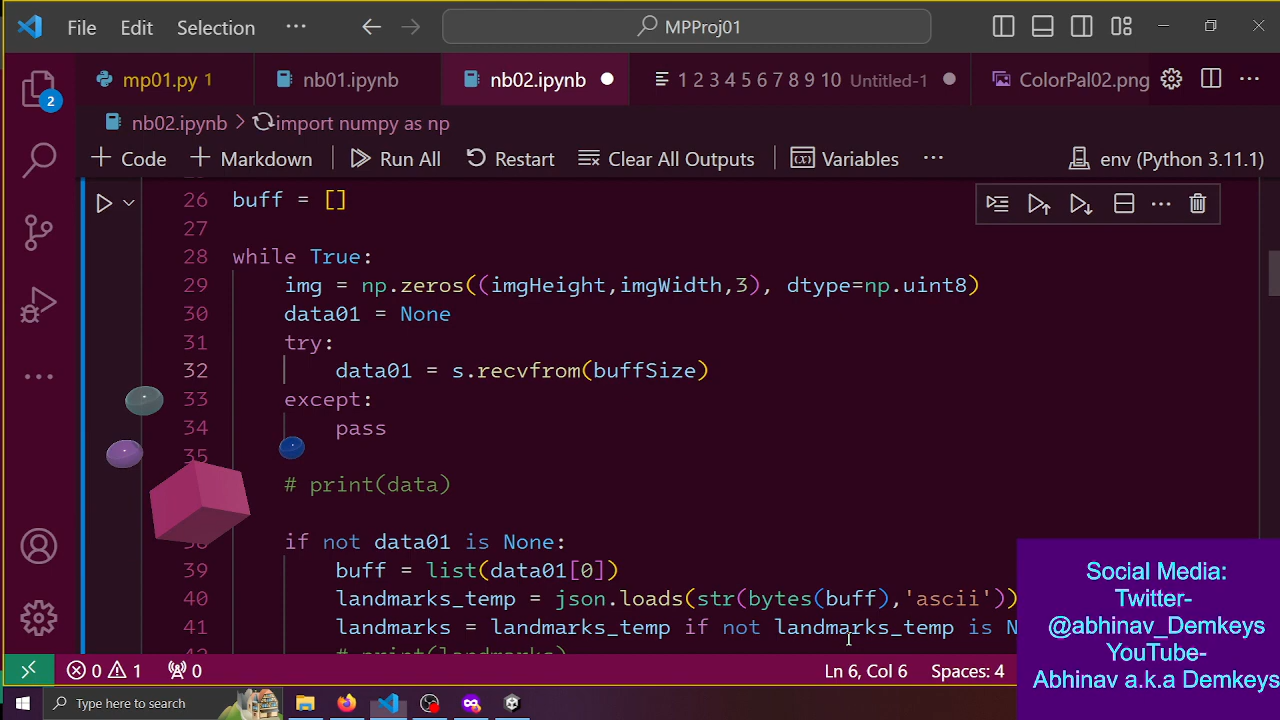 File Edit Selection ··· MPProj01
mp01.py 1 nb01.ipynb nb02.ipynb 1 2 3 4 5 6 7 8 9 10 Untitled-1 ColorPal02.png ···
2
nb02.ipynb > import numpy as np
Code Markdown Run All Restart Clear All Outputs Variables ··· env (Python 3.11.1)
26 buff = []
27
28 while True:
29 img = np.zeros((imgHeight,imgWidth,3), dtype=np.uint8)
30 data01 = None
31 try:
32 data01 = s.recvfrom(buffSize)
33 except:
34 pass
35
# print(data)
38 if not data01 is None:
39 buff = list(data01[0])
40 landmarks_temp = json.loads(str(bytes(buff),'ascii'))
41 landmarks = landmarks_temp if not landmarks_temp is N
42 # print(landmarks)
Social Media:
Twitter-
@abhinav_Demkeys
YouTube-
Abhinav a.k.a Demkeys
0 1 0 Ln 6, Col 6 Spaces: 4
Type here to search